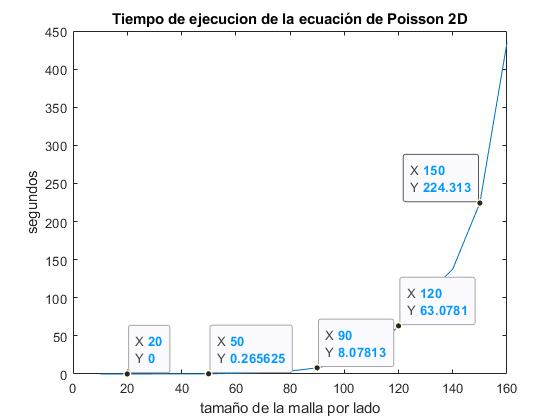 Tiempo de ejecucion de la ecuación de Poisson 2D
450
400
350
300
250
200
150
100
50
0
segundos
X 150
Y 224.313
X 120
Y 63.0781
X 90
Y 8.07813
X 50
Y 0.265625
X 20
Y 0
0 20 40 60 80 100 120 140 160
tamaño de la malla por lado